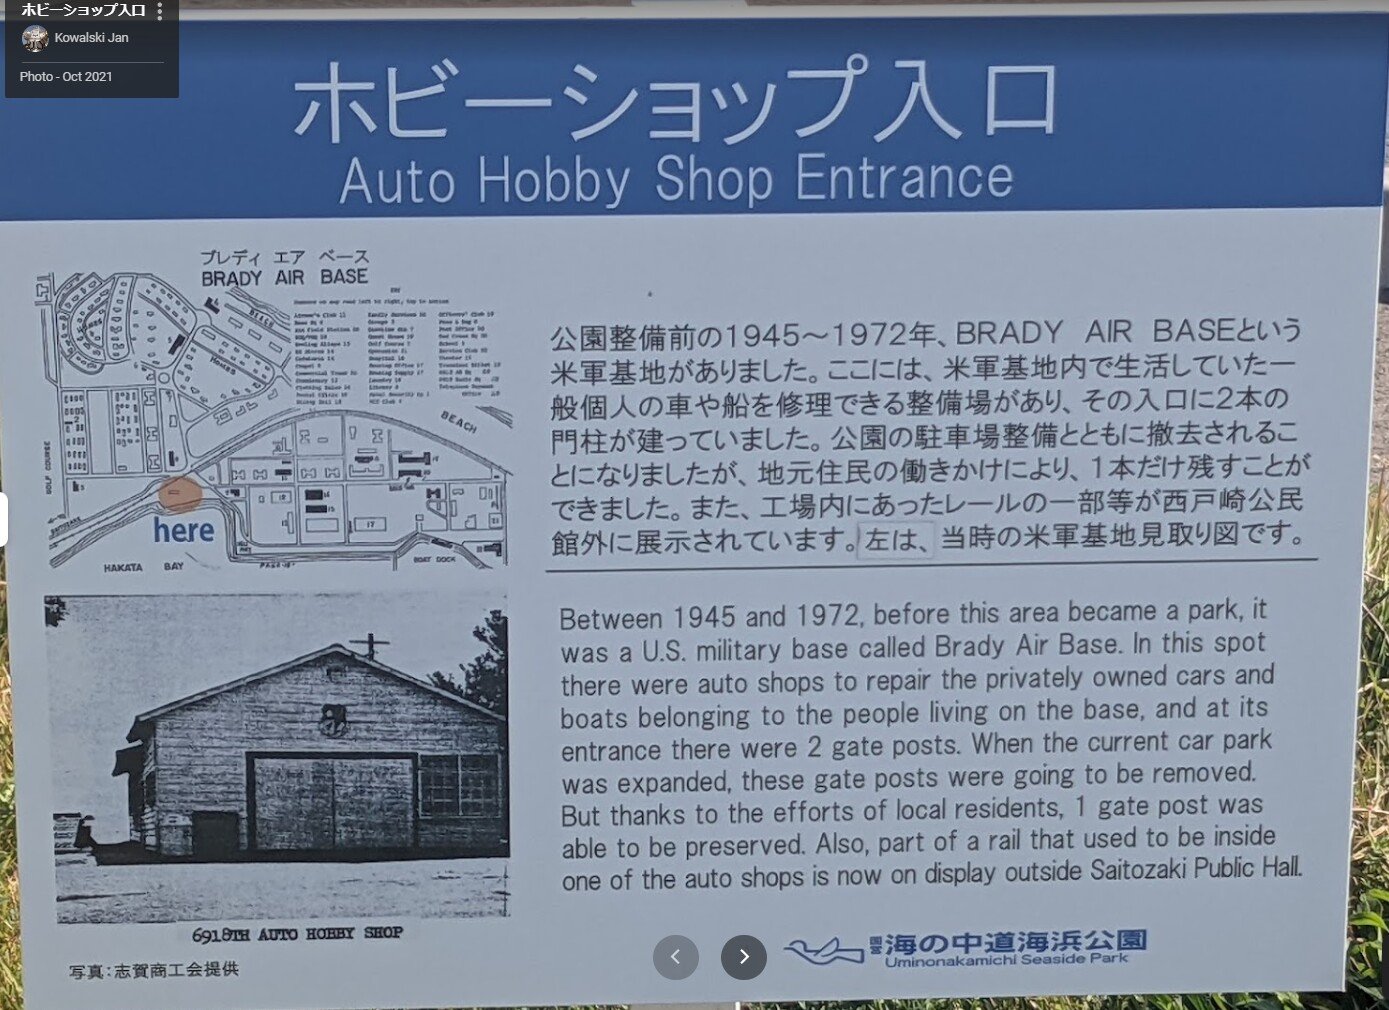 ホビーショップ入口
Kowalski Jan
Photo - Oct 2021
ホビーショップ入口
Auto Hobby Shop Entrance
ブレディ エア ベース
BRADY AIR BASE
BEACH
BEACH
GOLF COURSE
here
HAKATA BAY
BOAT DOCK
6918TH AUTO HOBBY SHOP
写真：志賀商工会提供
公園整備前の1945～1972年、BRADY AIR BASEという
米軍基地がありました。ここには、米軍基地内で生活していた一
般個人の車や船を修理できる整備場があり、その入口に2本の
門柱が建っていました。公園の駐車場整備とともに撤去されるこ
とになりましたが、地元住民の働きかけにより、1本だけ残すことが
できました。また、工場内にあったレールの一部等が西戸崎公民
館外に展示されています。左は、当時の米軍基地見取り図です。
Between 1945 and 1972, before this area became a park, it
was a U.S. military base called Brady Air Base. In this spot
there were auto shops to repair the privately owned cars and
boats belonging to the people living on the base, and at its
entrance there were 2 gate posts. When the current car park
was expanded, these gate posts were going to be removed.
But thanks to the efforts of local residents, 1 gate post was
able to be preserved. Also, part of a rail that used to be inside
one of the auto shops is now on display outside Saitozaki Public Hall.
国営 海の中道海浜公園
Uminonakamichi Seaside Park